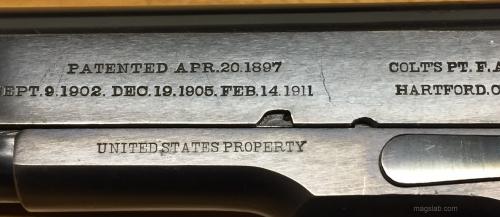 PATENTED APR.20.1897
SEPT.9.1902. DEC.19.1905. FEB.14.1911
COLT'S PT. F.A
HARTFORD.C
UNITED STATES PROPERTY
magslab.com